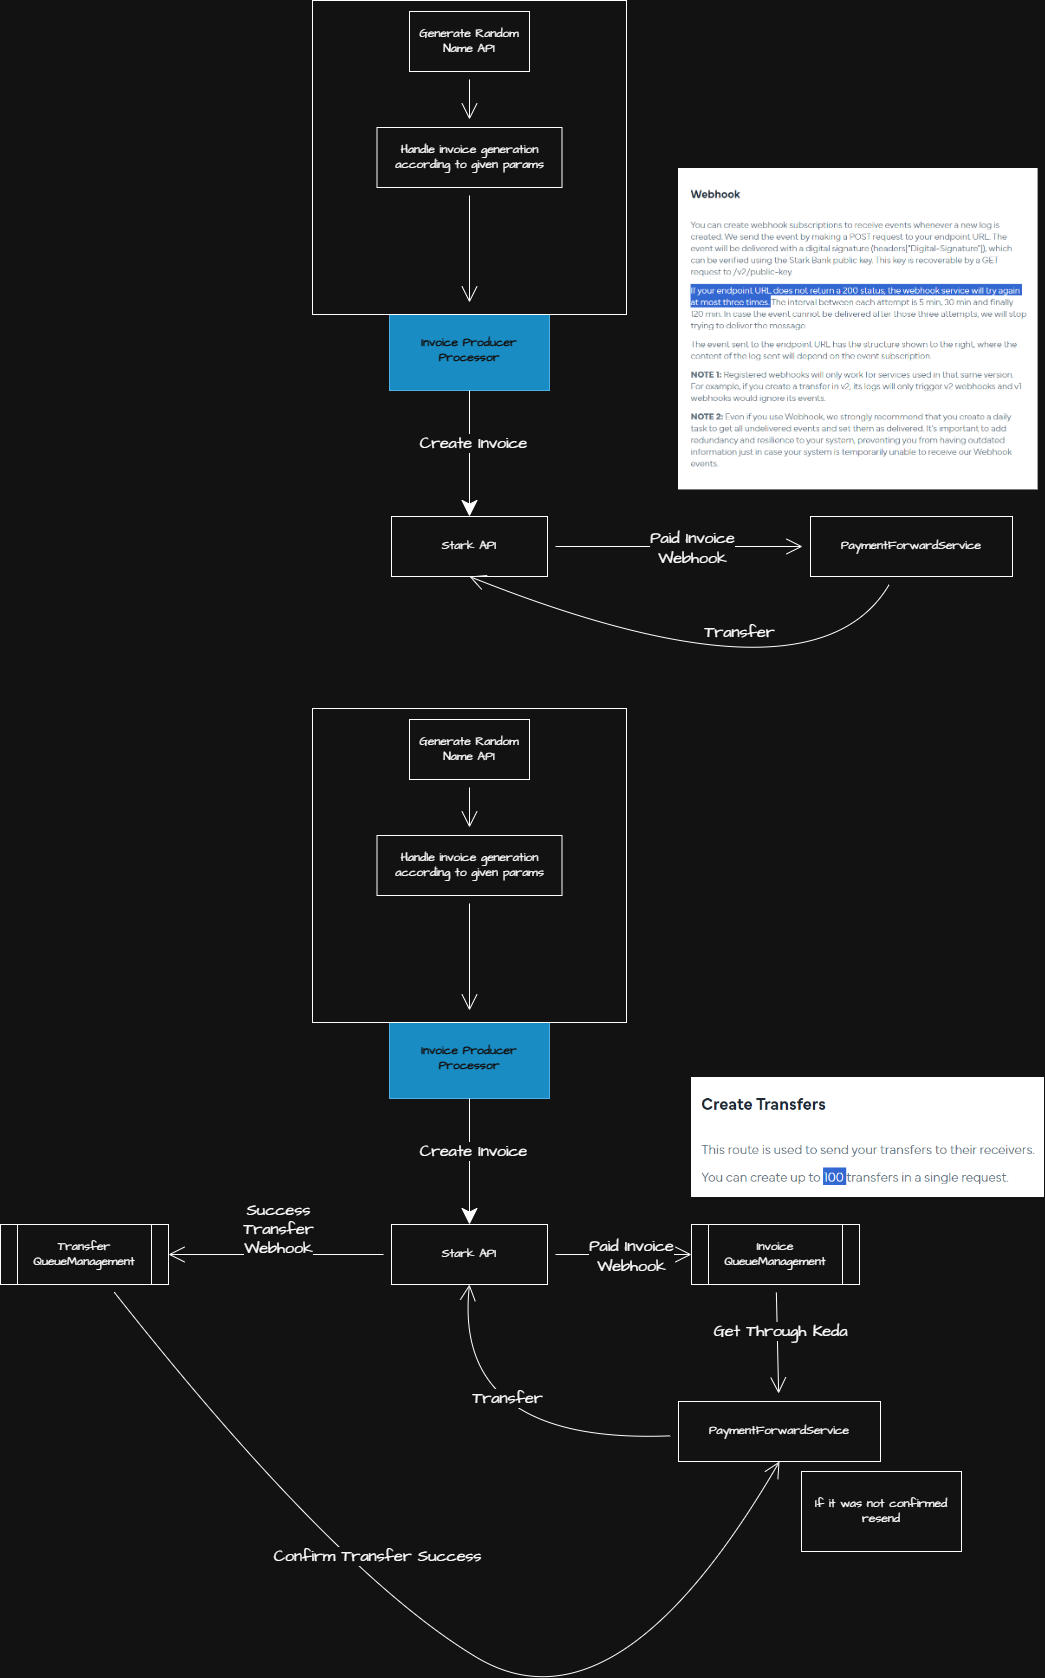 Generate Random
Name API
Handle invoice generation
according to given params
Invoice Producer
Processor
Create Invoice
Stark API
Paid Invoice
Webhook
PaymentForwardService
Transfer
Webhook
You can create webhook subscriptions to receive events whenever a new log is
created. We send the event by making a POST request to your endpoint URL. The
event will be delivered with a digital signature (headers["Digital-Signature"]), which
can be verified using the Stark Bank public key. This key is recoverable by a GET
request to /v2/public-key.
If your endpoint URL does not return a 200 status, the webhook service will try again
at most three times. The interval between each attempt is 5 min, 30 min and finally
120 min. In case the event cannot be delivered after those three attempts, we will stop
trying to deliver the message.
The event sent to the endpoint URL has the structure shown to the right, where the
content of the log sent will depend on the event subscription.
NOTE 1: Registered webhooks will only work for services used in that same version.
For example, if you create a transfer in v2, its logs will only trigger v2 webhooks and v1
webhooks would ignore its events.
NOTE 2: Even if you use Webhook, we strongly recommend that you create a daily
task to get all undelivered events and set them as delivered. It's important to add
redundancy and resilience to your system, preventing you from having outdated
information just in case your system is temporarily unable to receive our Webhook
events.
Generate Random
Name API
Handle invoice generation
according to given params
Invoice Producer
Processor
Create Invoice
Create Transfers
This route is used to send your transfers to their receivers.
You can create up to 100 transfers in a single request.
Success
Transfer
Webhook
Transfer
QueueManagement
Stark API
Paid Invoice
Webhook
Invoice
QueueManagement
Get Through Keda
Transfer
PaymentForwardService
If it was not confirmed
resend
Confirm Transfer Success